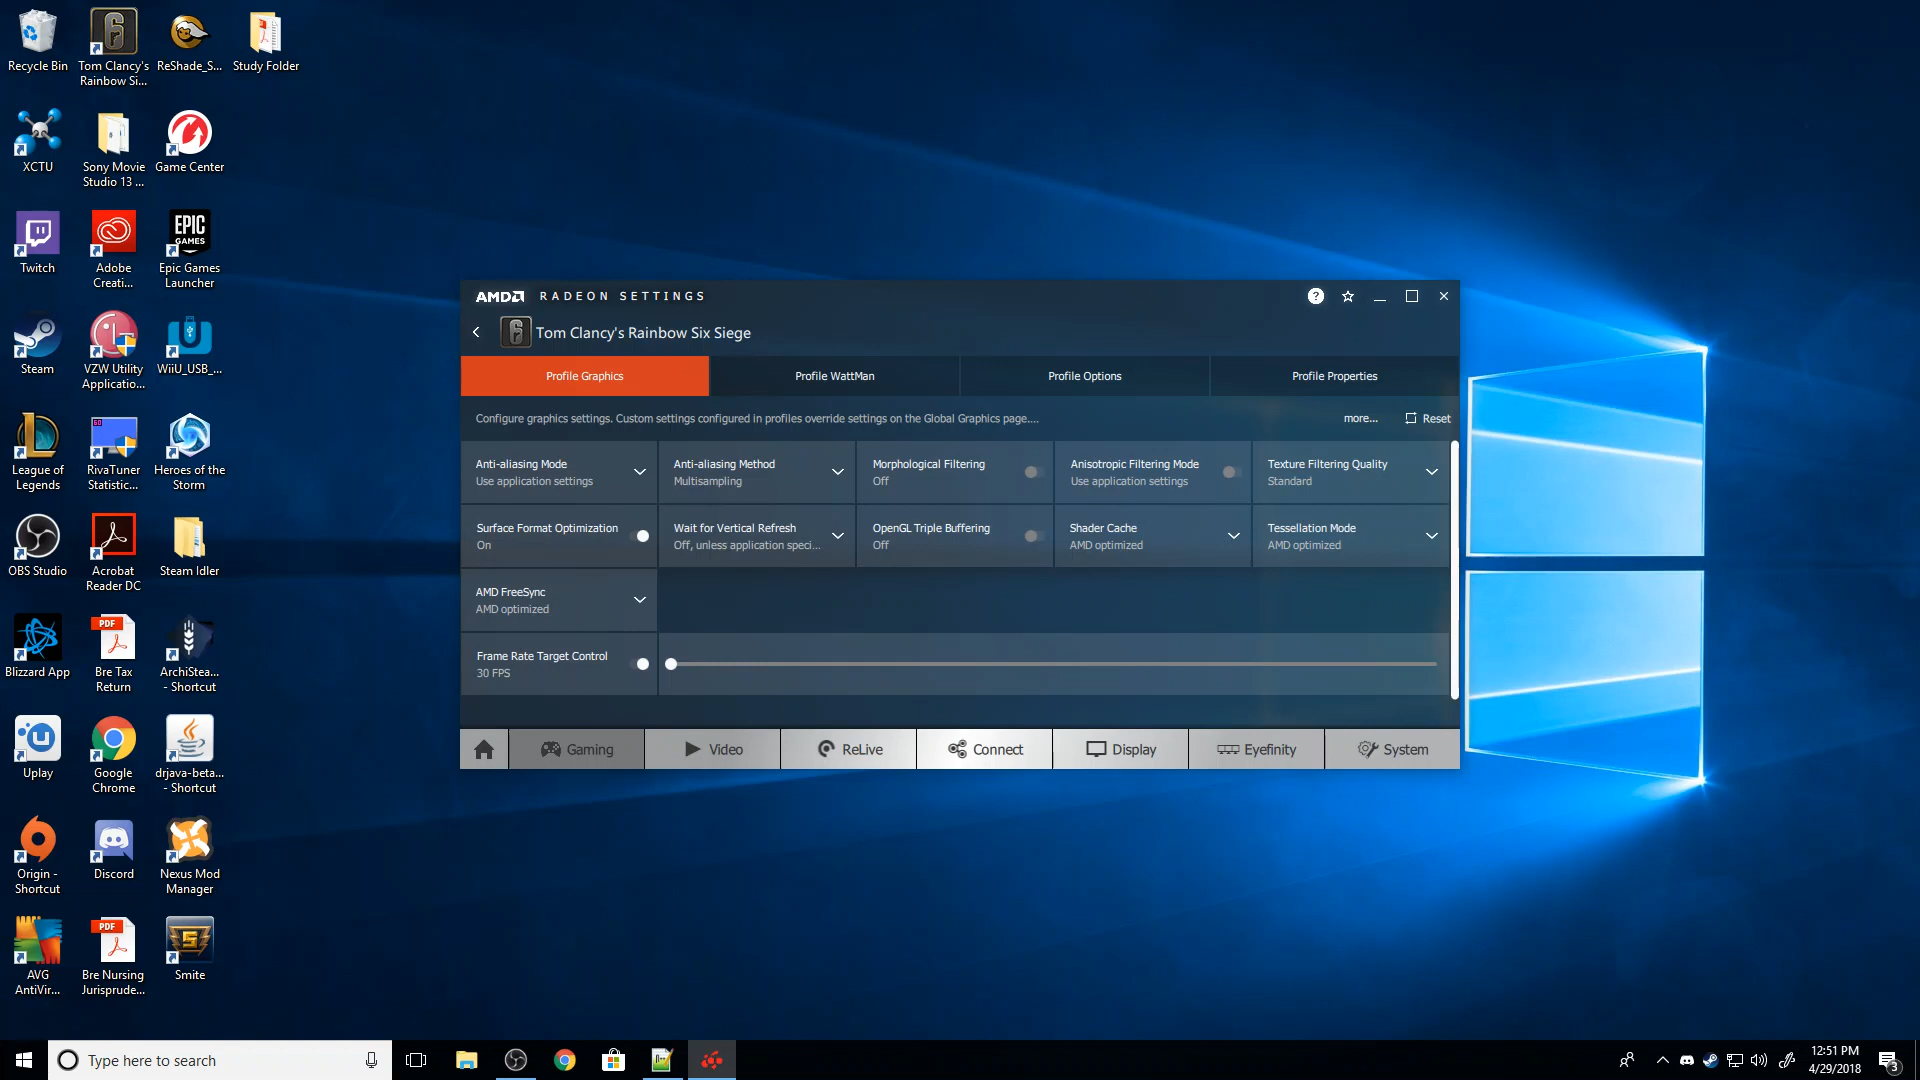 Recycle Bin
Tom Clancy's
Rainbow Si...
ReShade_S...
Study Folder
XCTU
Sony Movie
Studio 13 ...
Game Center
EPIC
GAMES
Twitch
Adobe
Creati...
Epic Games
Launcher
Steam
VZW Utility
Applicatio...
WiiU_USB_...
League of
Legends
RivaTuner
Statistic...
Heroes of the
Storm
OBS Studio
Acrobat
Reader DC
Steam Idler
PDF
Blizzard App
Bre Tax
Return
ArchiStea...
- Shortcut
Uplay
Google
Chrome
drjava-beta...
- Shortcut
Origin -
Shortcut
Discord
Nexus Mod
Manager
PDF
AVG
AntiVir...
Bre Nursing
Jurisprude...
Smite
AMD RADEON SETTINGS
?
Tom Clancy's Rainbow Six Siege
Profile Graphics
Profile WattMan
Profile Options
Profile Properties
Configure graphics settings. Custom settings configured in profiles override settings on the Global Graphics page....
more...
Reset
Anti-aliasing Mode
Use application settings
Anti-aliasing Method
Multisampling
Morphological Filtering
Off
Anisotropic Filtering Mode
Use application settings
Texture Filtering Quality
Standard
Surface Format Optimization
On
Wait for Vertical Refresh
Off, unless application speci...
OpenGL Triple Buffering
Off
Shader Cache
AMD optimized
Tessellation Mode
AMD optimized
AMD FreeSync
AMD optimized
Frame Rate Target Control
30 FPS
Gaming
Video
ReLive
Connect
Display
Eyefinity
System
Type here to search
12:51 PM
4/29/2018
3